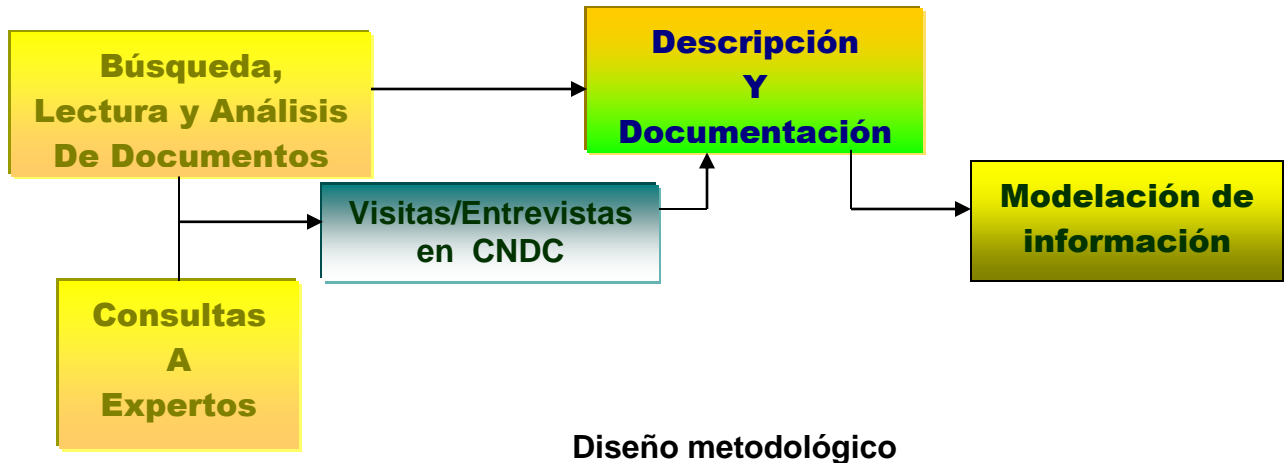 Búsqueda,
Lectura y Análisis
De Documentos
Descripción
Y
Documentación
Visitas/Entrevistas
en CNDC
Modelación de
información
Consultas
A
Expertos
Diseño metodológico